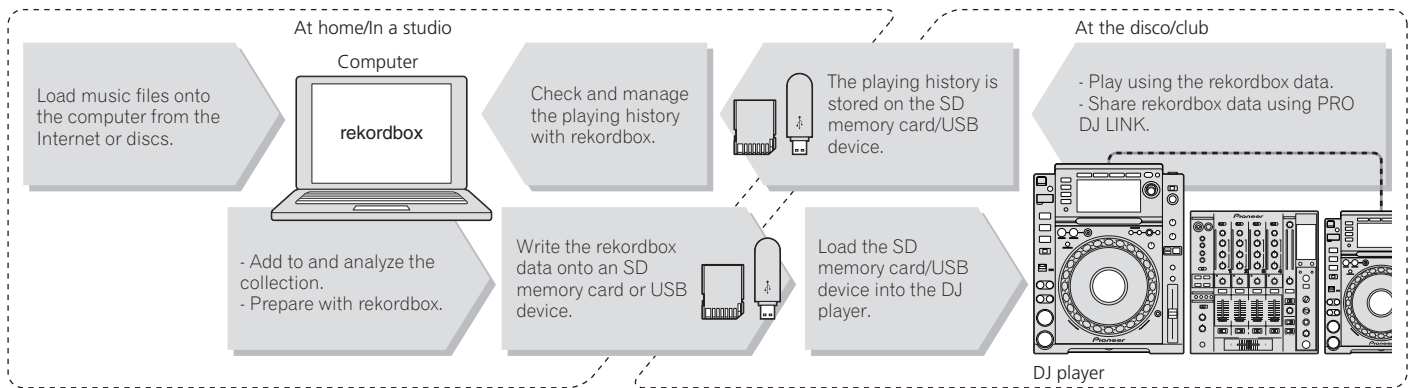 At home/In a studio
At the disco/club
Computer
Load music files onto
the computer from the
Internet or discs.
rekordbox
Check and manage
the playing history
with rekordbox.
The playing history is
stored on the SD
memory card/USB
device.
- Play using the rekordbox data.
- Share rekordbox data using PRO
DJ LINK.
- Add to and analyze the
collection.
- Prepare with rekordbox.
Write the rekordbox
data onto an SD
memory card or USB
device.
Load the SD
memory card/USB
device into the DJ
player.
Pioneer
Pioneer
Pioneer
DJ player